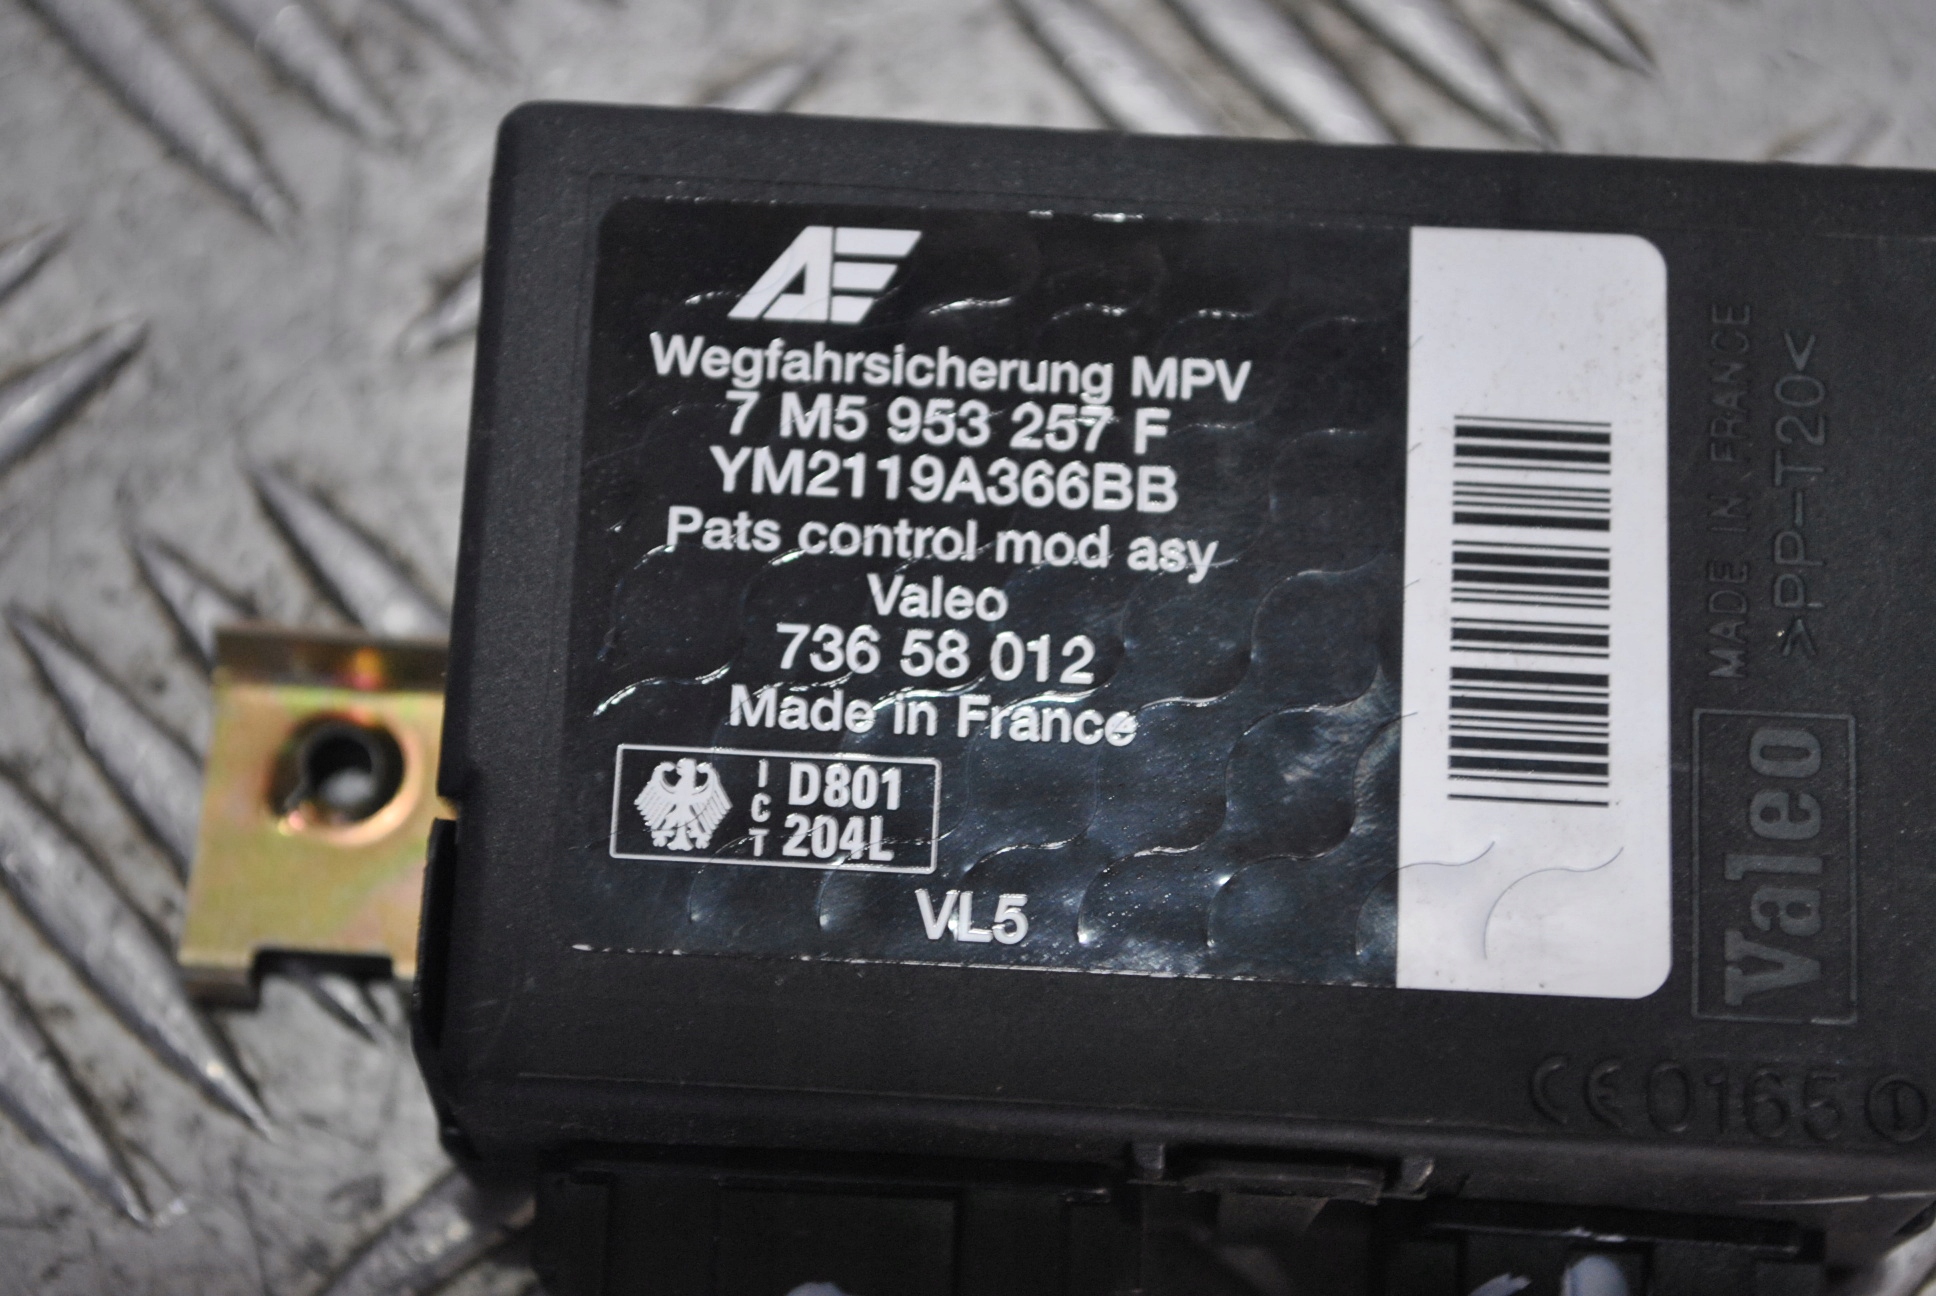 AE
Wegfahrsicherung MPV
7 M5 953 257 F
YM2119A366BB
Pats control mod asy
Valeo
736 58 012
Made in France
ICT D801
204L
VL5
MADE IN FRANCE
>PP-T20<
Valeo
CE0165